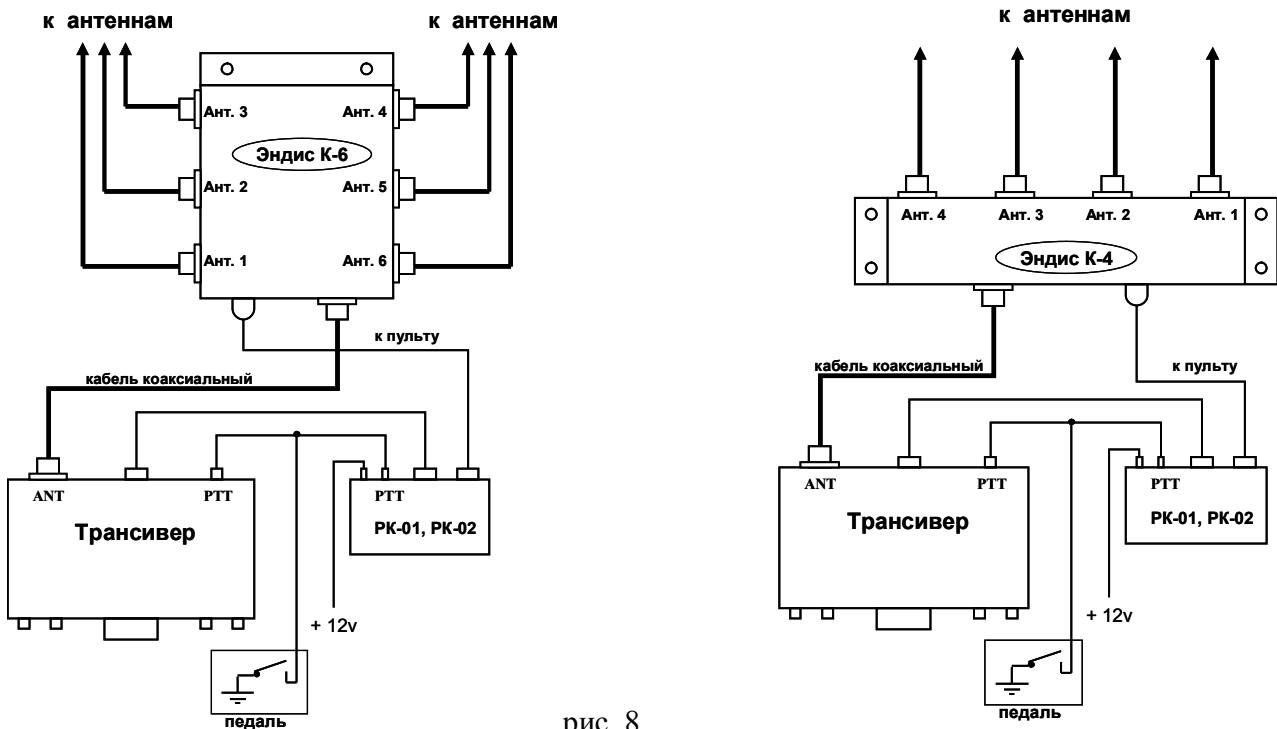 к антеннам
к антеннам
Ант. 3
Ант. 4
Эндис К-6
Ант. 2
Ант. 5
Ант. 1
Ант. 6
к пульту
кабель коаксиальный
ANT
PTT
PTT
Трансивер
РК-01, РК-02
+ 12v
педаль
к антеннам
Ант. 4
Ант. 3
Ант. 2
Ант. 1
Эндис К-4
кабель коаксиальный
к пульту
ANT
PTT
PTT
Трансивер
РК-01, РК-02
+ 12v
педаль
рис. 8